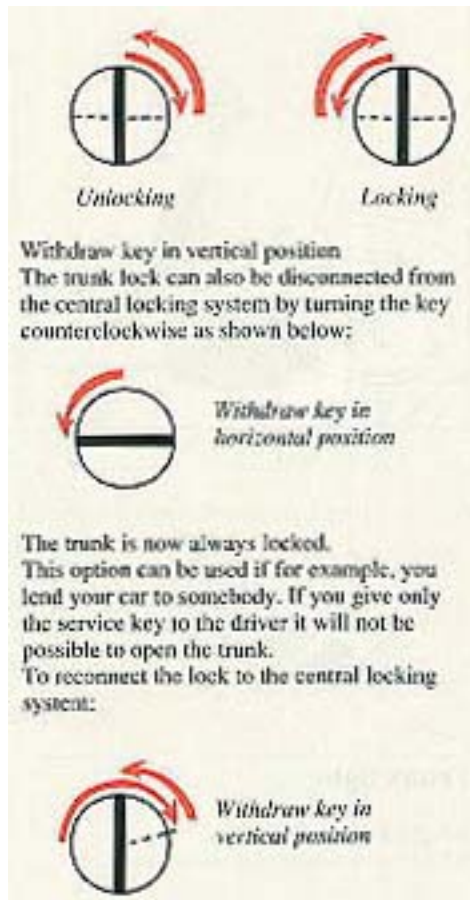 Unlocking
Locking
Withdraw key in vertical position
The trunk lock can also be disconnected from
the central locking system by turning the key
counterclockwise as shown below:
Withdraw key in
horizontal position
The trunk is now always locked.
This option can be used if for example, you
lend your car to somebody. If you give only
the service key to the driver it will not be
possible to open the trunk.
To reconnect the lock to the central locking
system:
Withdraw key in
vertical position